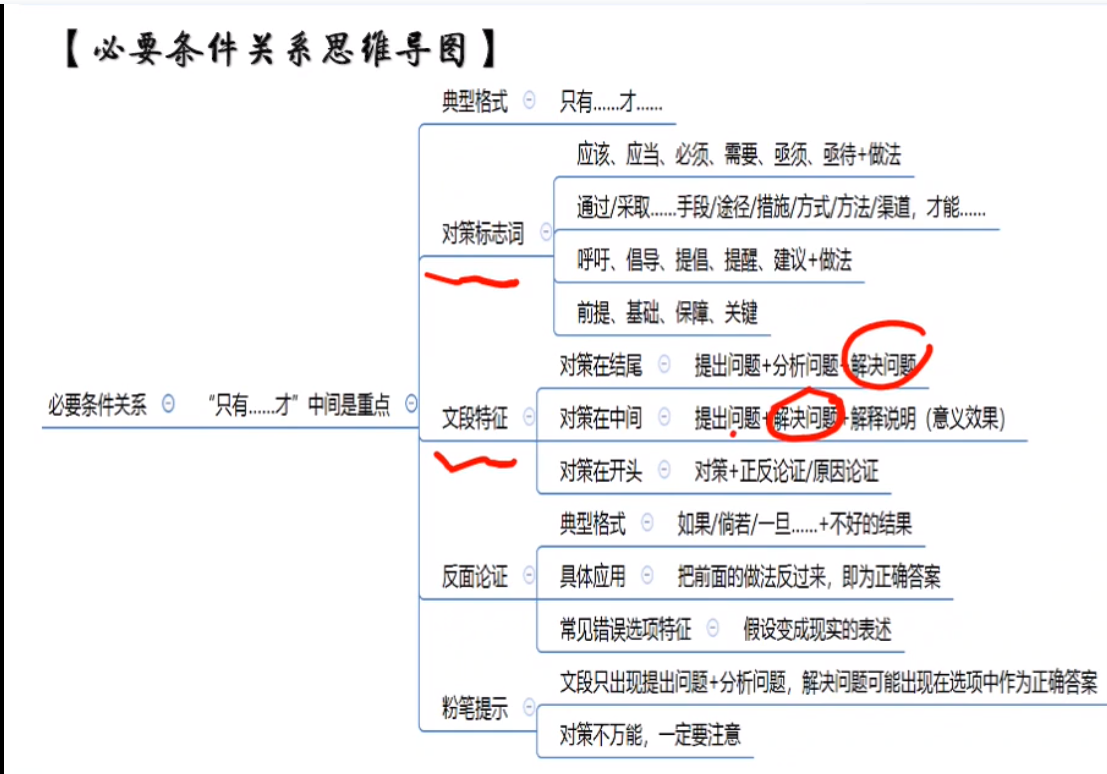 【必要条件关系思维导图】
典型格式 只有......才......
应该、应当、必须、需要、亟须、亟待+做法
通过/采取......手段/途径/措施/方式/方法/渠道，才能......
对策标志词
呼吁、倡导、提倡、提醒、建议+做法
前提、基础、保障、关键
对策在结尾 提出问题+分析问题+解决问题
必要条件关系 “只有......才”中间是重点
文段特征 对策在中间 提出问题+解决问题+解释说明（意义效果）
对策在开头 对策+正反论证/原因论证
典型格式 如果/倘若/一旦......+不好的结果
反面论证 具体应用 把前面的做法反过来，即为正确答案
常见错误选项特征 假设变成现实的表述
文段只出现提出问题+分析问题，解决问题可能出现在选项中作为正确答案
粉笔提示
对策不万能，一定要注意